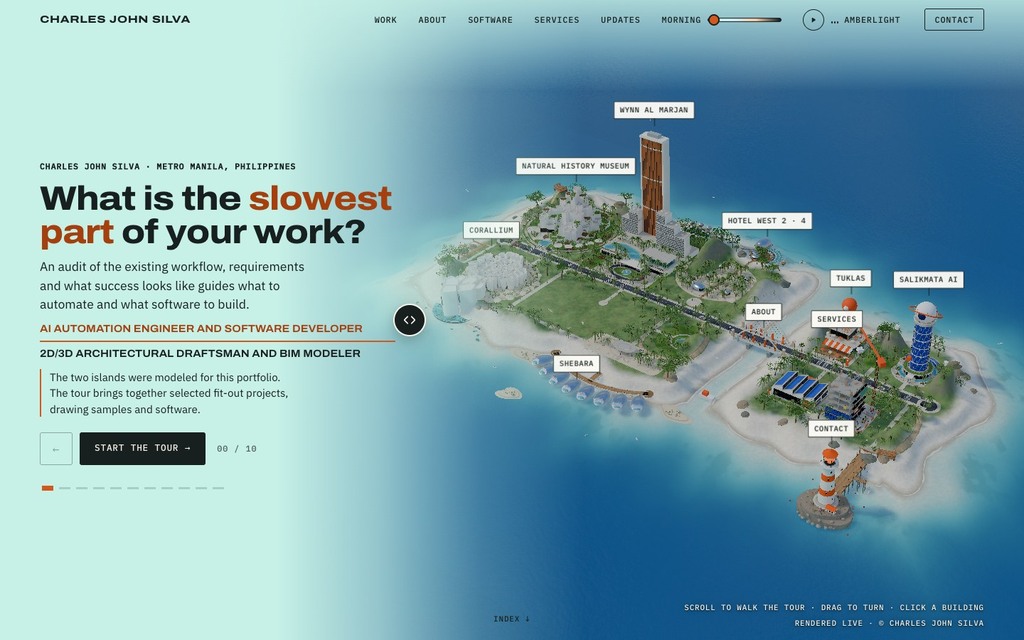 CHARLES JOHN SILVA
WORK
ABOUT
SOFTWARE
SERVICES
UPDATES
MORNING
... AMBERLIGHT
CONTACT
WYNN AL MARJAN
NATURAL HISTORY MUSEUM
HOTEL WEST 2 - 4
CORALLIUM
TUKLAS
SALIKMATA AI
ABOUT
SERVICES
SHEBARA
CONTACT
CHARLES JOHN SILVA · METRO MANILA, PHILIPPINES
What is the slowest
part of your work?
An audit of the existing workflow, requirements
and what success looks like guides what to
automate and what software to build.
AI AUTOMATION ENGINEER AND SOFTWARE DEVELOPER
2D/3D ARCHITECTURAL DRAFTSMAN AND BIM MODELER
The two islands were modeled for this portfolio.
The tour brings together selected fit-out projects,
drawing samples and software.
←
START THE TOUR →
00 / 10
INDEX ↓
SCROLL TO WALK THE TOUR · DRAG TO TURN · CLICK A BUILDING
RENDERED LIVE · © CHARLES JOHN SILVA